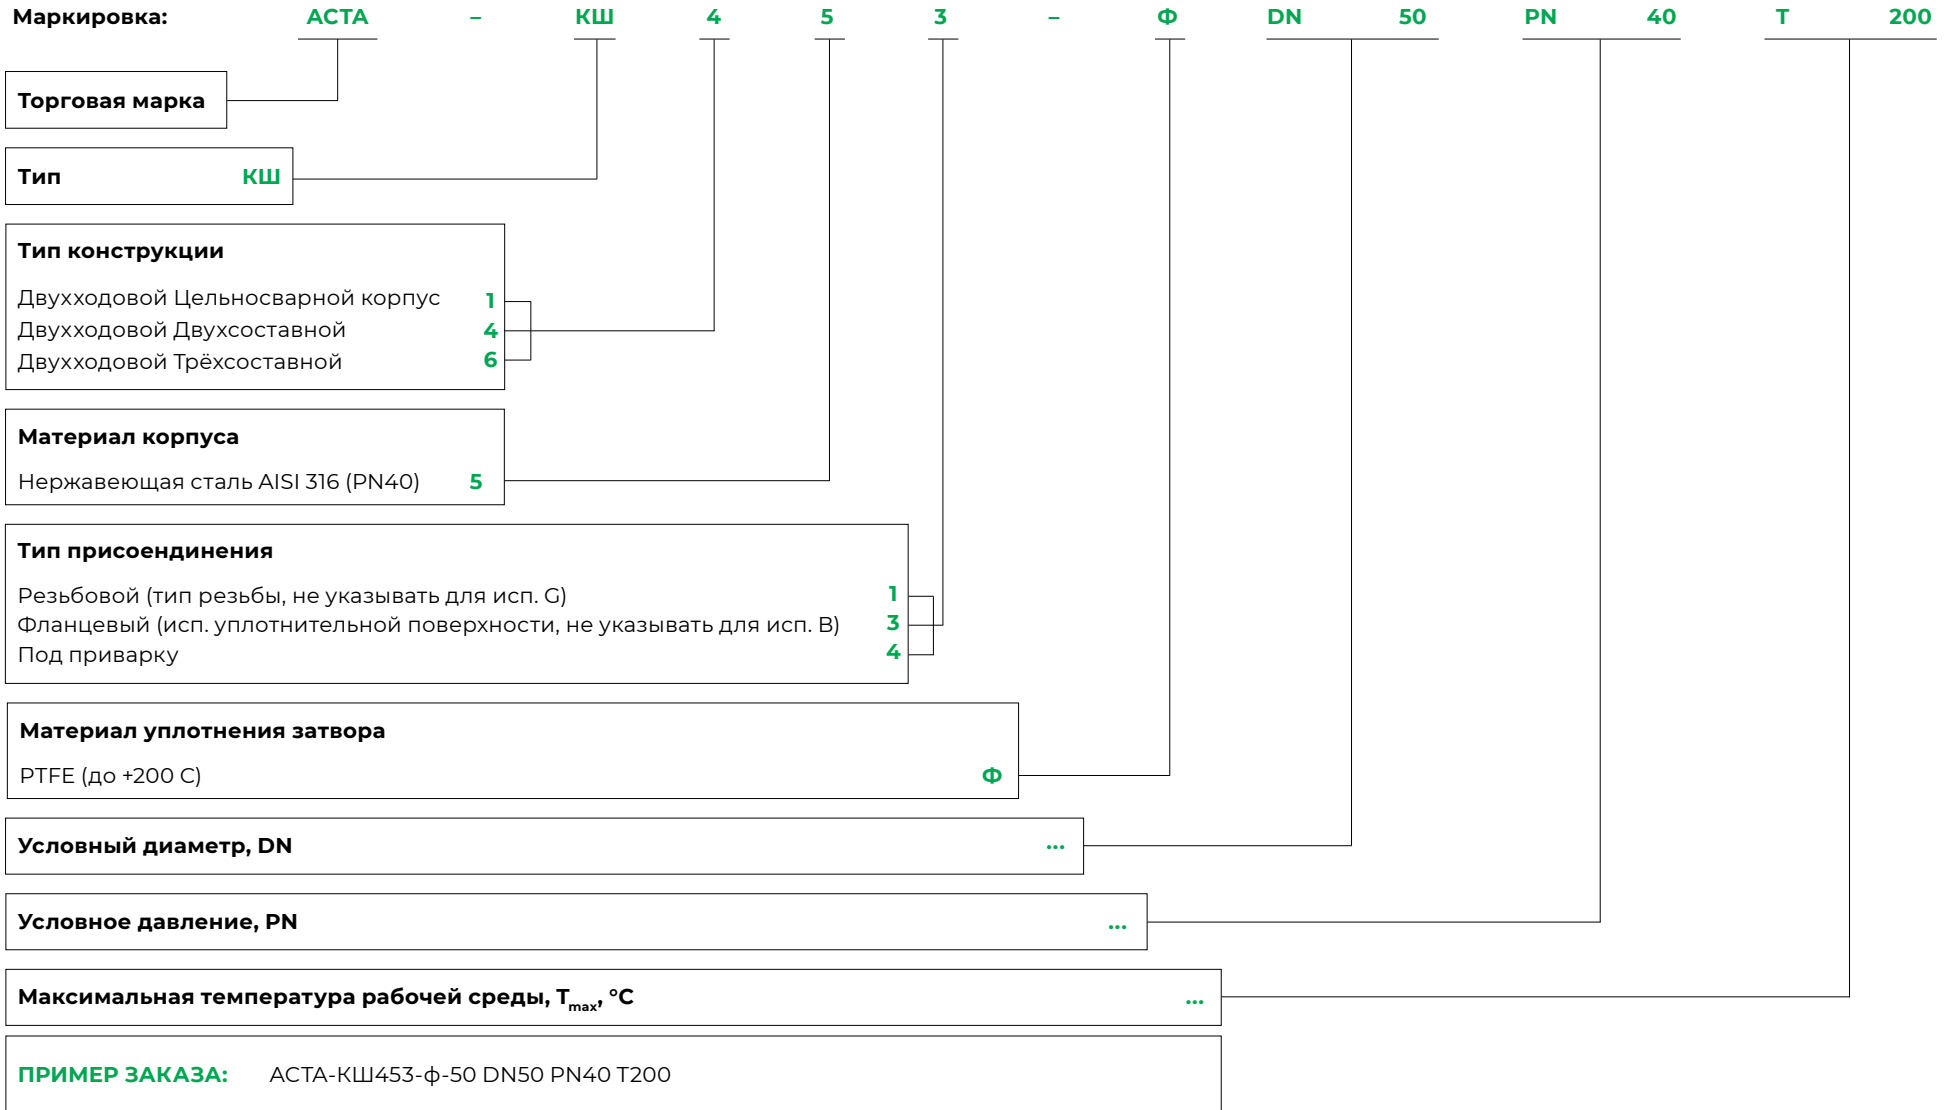 Маркировка: АСТА – КШ 4 5 3 – Ф DN 50 PN 40 Т 200
Торговая марка
Тип КШ
Тип конструкции
Двухходовой Цельносварной корпус 1
Двухходовой Двухсоставной 4
Двухходовой Трёхсоставной 6
Материал корпуса
Нержавеющая сталь AISI 316 (PN40) 5
Тип присоендинения
Резьбовой (тип резьбы, не указывать для исп. G) 1
Фланцевый (исп. уплотнительной поверхности, не указывать для исп. В) 3
Под приварку 4
Материал уплотнения затвора
PTFE (до +200 С) Ф
Условный диаметр, DN ...
Условное давление, PN ...
Максимальная температура рабочей среды, Tmax, °C ...
ПРИМЕР ЗАКАЗА: АСТА-КШ453-ф-50 DN50 PN40 Т200